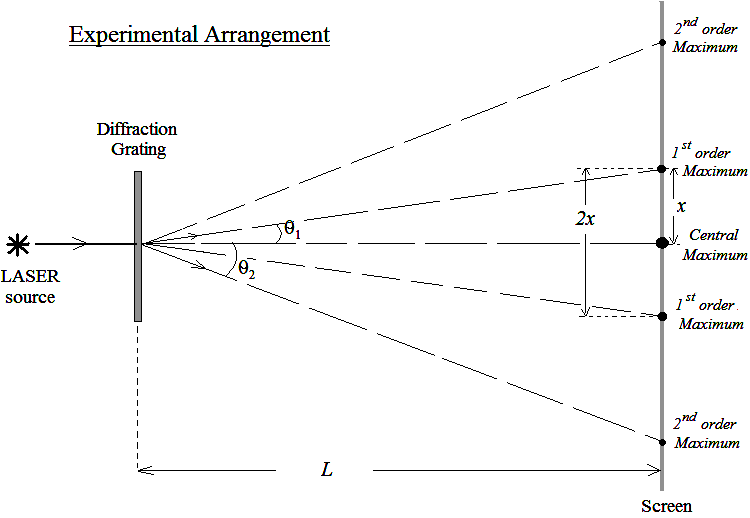 Experimental Arrangement
2nd order
Maximum
Diffraction
Grating
1st order
Maximum
θ1
2x
x
Central
Maximum
θ2
LASER
source
1st order
Maximum
2nd order
Maximum
L
Screen